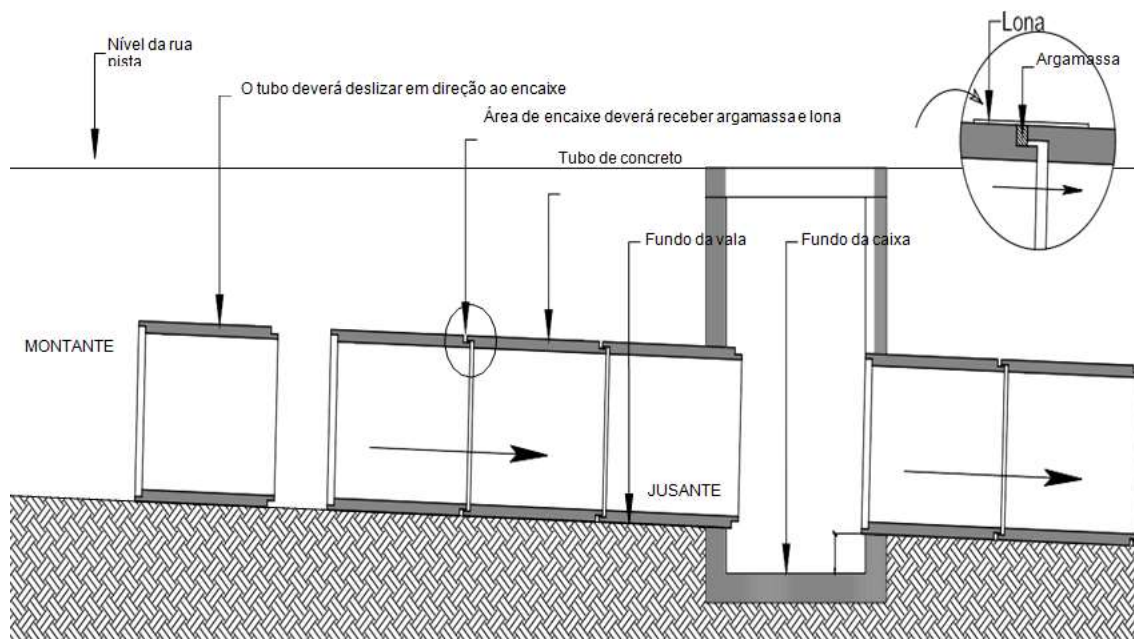 Lona
Nível da rua
pista
Argamassa
O tubo deverá deslizar em direção ao encaixe
Área de encaixe deverá receber argamassa e lona
Tubo de concreto
Fundo da vala
Fundo da caixa
MONTANTE
JUSANTE